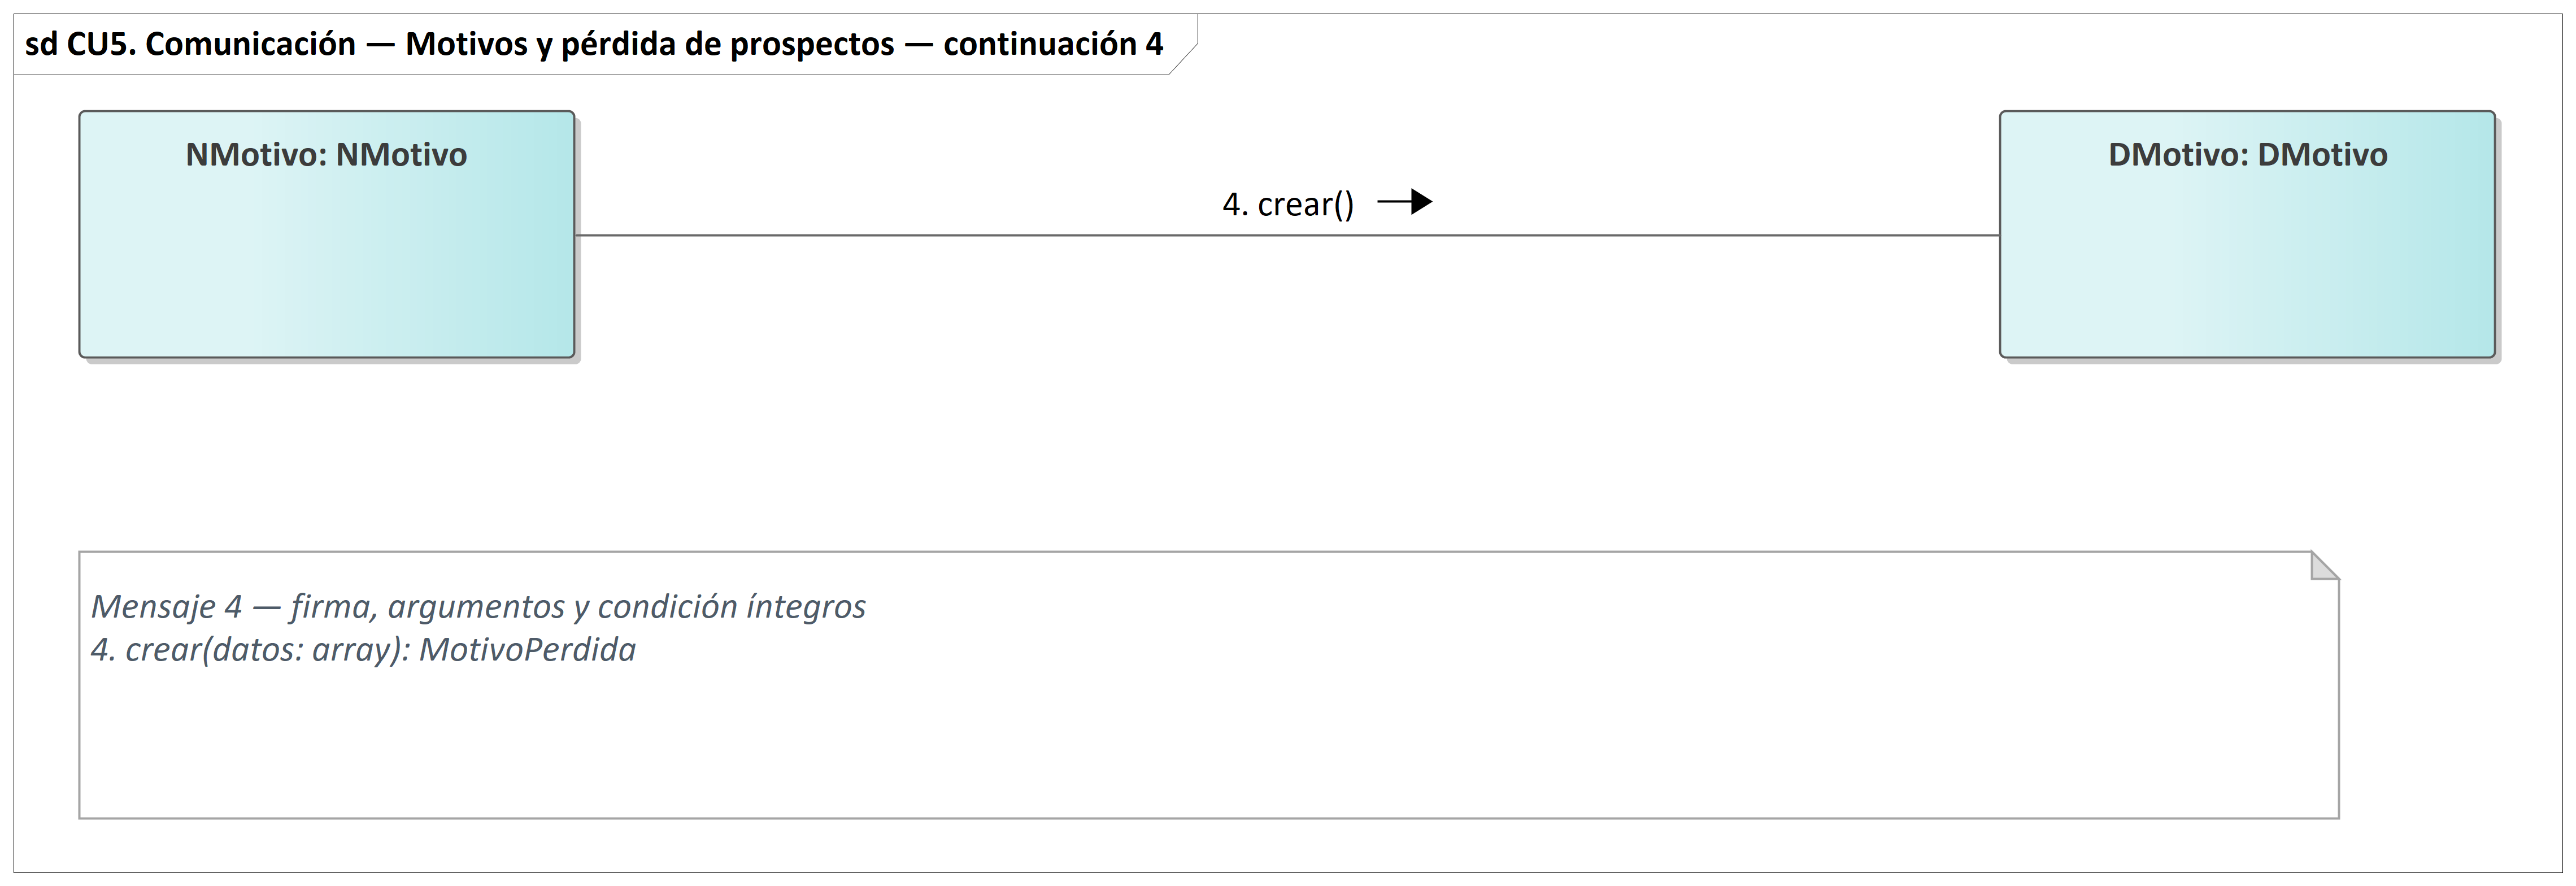 sd CU5. Comunicación — Motivos y pérdida de prospectos — continuación 4
NMotivo: NMotivo
DMotivo: DMotivo
4. crear()
Mensaje 4 — firma, argumentos y condición íntegros
4. crear(datos: array): MotivoPerdida